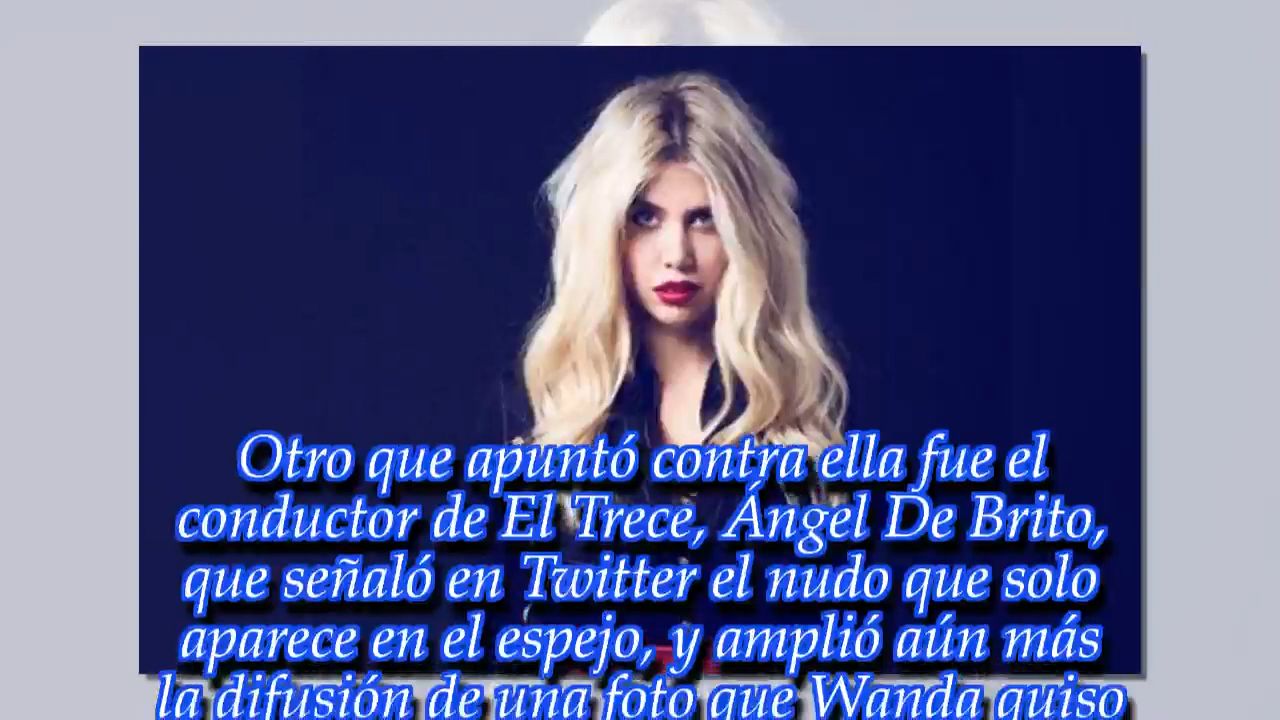 Otro que apuntó contra ella fue el
conductor de El Trece, Ángel De Brito,
que señaló en Twitter el nudo que solo
aparece en el espejo, y amplió aún más
la difusión de una foto que Wanda quiso